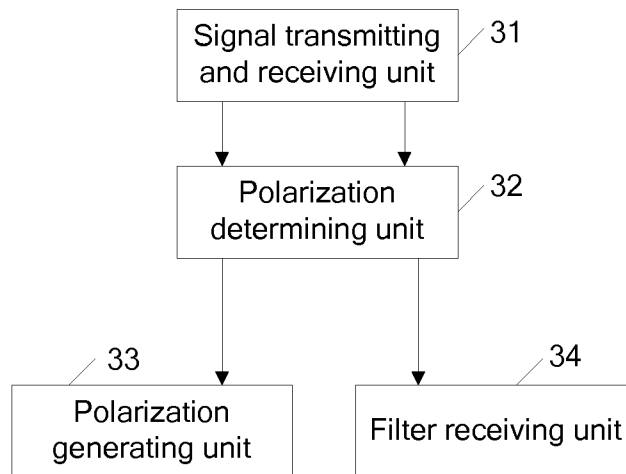 Signal transmitting
and receiving unit
31
Polarization
determining unit
32
33
Polarization
generating unit
34
Filter receiving unit